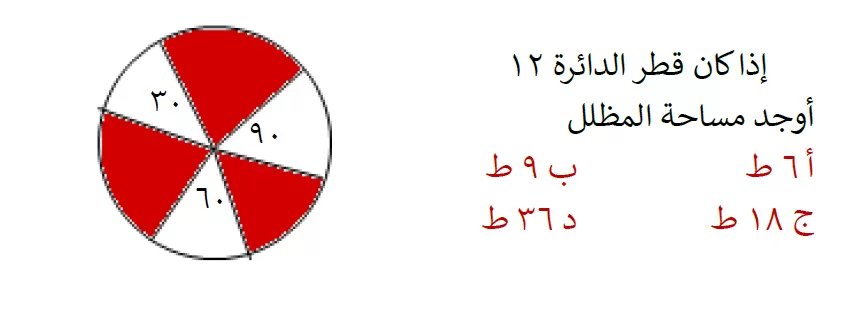 إذا كان قطر الدائرة ١٢
أوجد مساحة المظلل
أ ٦ ط ب ٩ ط
ج ١٨ ط د ٣٦ ط
٣٠
٩٠
٦٠